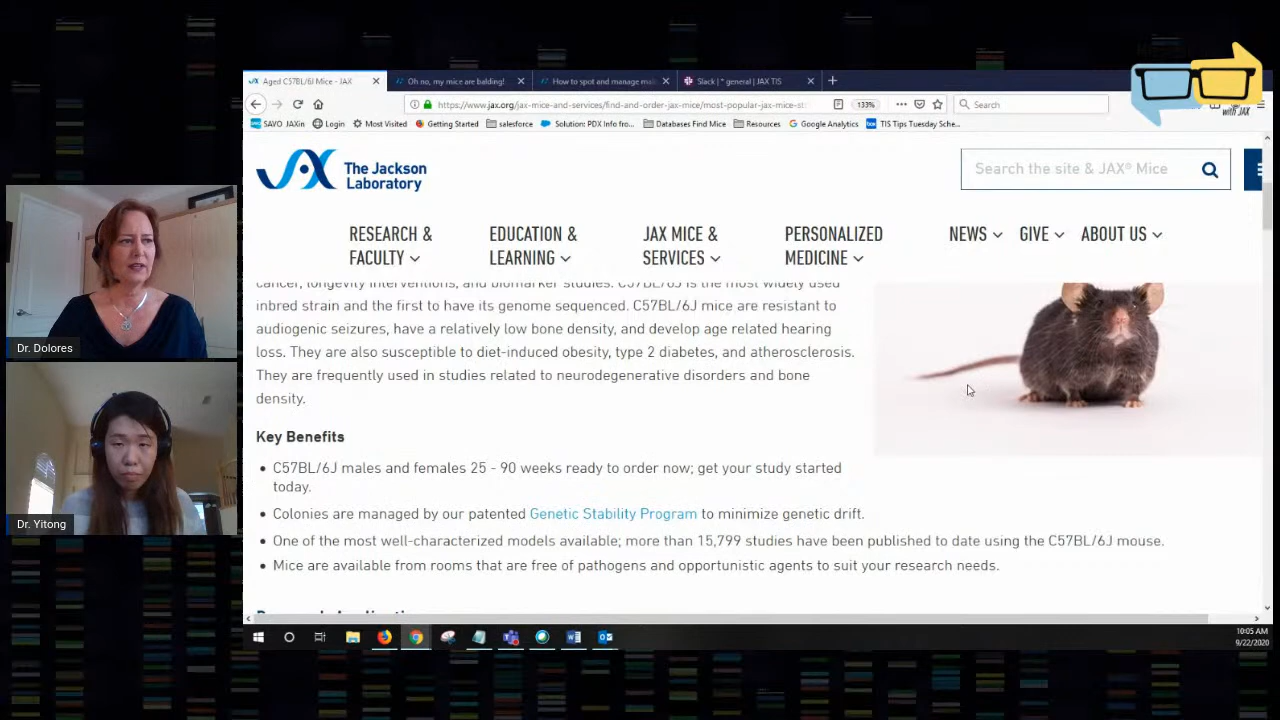 Aged C57BL/6J Mice - JAX
Oh no, my mice are balding!
How to spot and manage ma
Slack | * general | JAX TIS
https://www.jax.org/jax-mice-and-services/find-and-order-jax-mice/most-popular-jax-mice-st
133%
Search
SAVO JAXin
Login
Most Visited
Getting Started
salesforce
Solution: PDX Info fro...
Databases Find Mice
Resources
Google Analytics
TIS Tips Tuesday Sche...
with JAX
The Jackson
Laboratory
Search the site & JAX® Mice
RESEARCH &
FACULTY
EDUCATION &
LEARNING
JAX MICE &
SERVICES
PERSONALIZED
MEDICINE
NEWS
GIVE
ABOUT US
cancer, longevity interventions, and biomarker studies. C57BL/6J is the most widely used
inbred strain and the first to have its genome sequenced. C57BL/6J mice are resistant to
audiogenic seizures, have a relatively low bone density, and develop age related hearing
loss. They are also susceptible to diet-induced obesity, type 2 diabetes, and atherosclerosis.
They are frequently used in studies related to neurodegenerative disorders and bone
density.
Key Benefits
• C57BL/6J males and females 25 - 90 weeks ready to order now; get your study started
today.
• Colonies are managed by our patented Genetic Stability Program to minimize genetic drift.
• One of the most well-characterized models available; more than 15,799 studies have been published to date using the C57BL/6J mouse.
• Mice are available from rooms that are free of pathogens and opportunistic agents to suit your research needs.
Dr. Dolores
Dr. Yitong
10:05 AM
9/22/2020